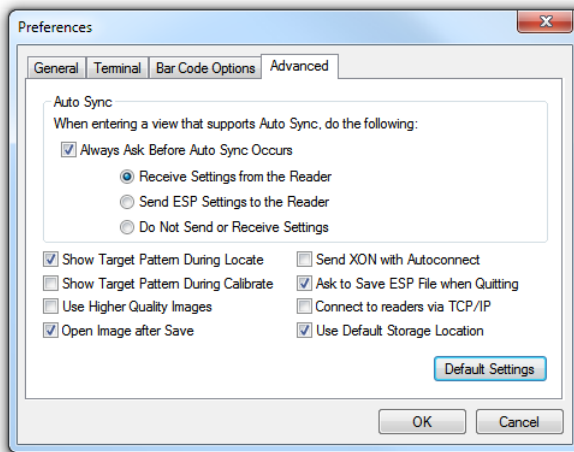 Preferences
General Terminal Bar Code Options Advanced
Auto Sync
When entering a view that supports Auto Sync, do the following:
Always Ask Before Auto Sync Occurs
Receive Settings from the Reader
Send ESP Settings to the Reader
Do Not Send or Receive Settings
Show Target Pattern During Locate Send XON with Autoconnect
Show Target Pattern During Calibrate Ask to Save ESP File when Quitting
Use Higher Quality Images Connect to readers via TCP/IP
Open Image after Save Use Default Storage Location
Default Settings
OK Cancel